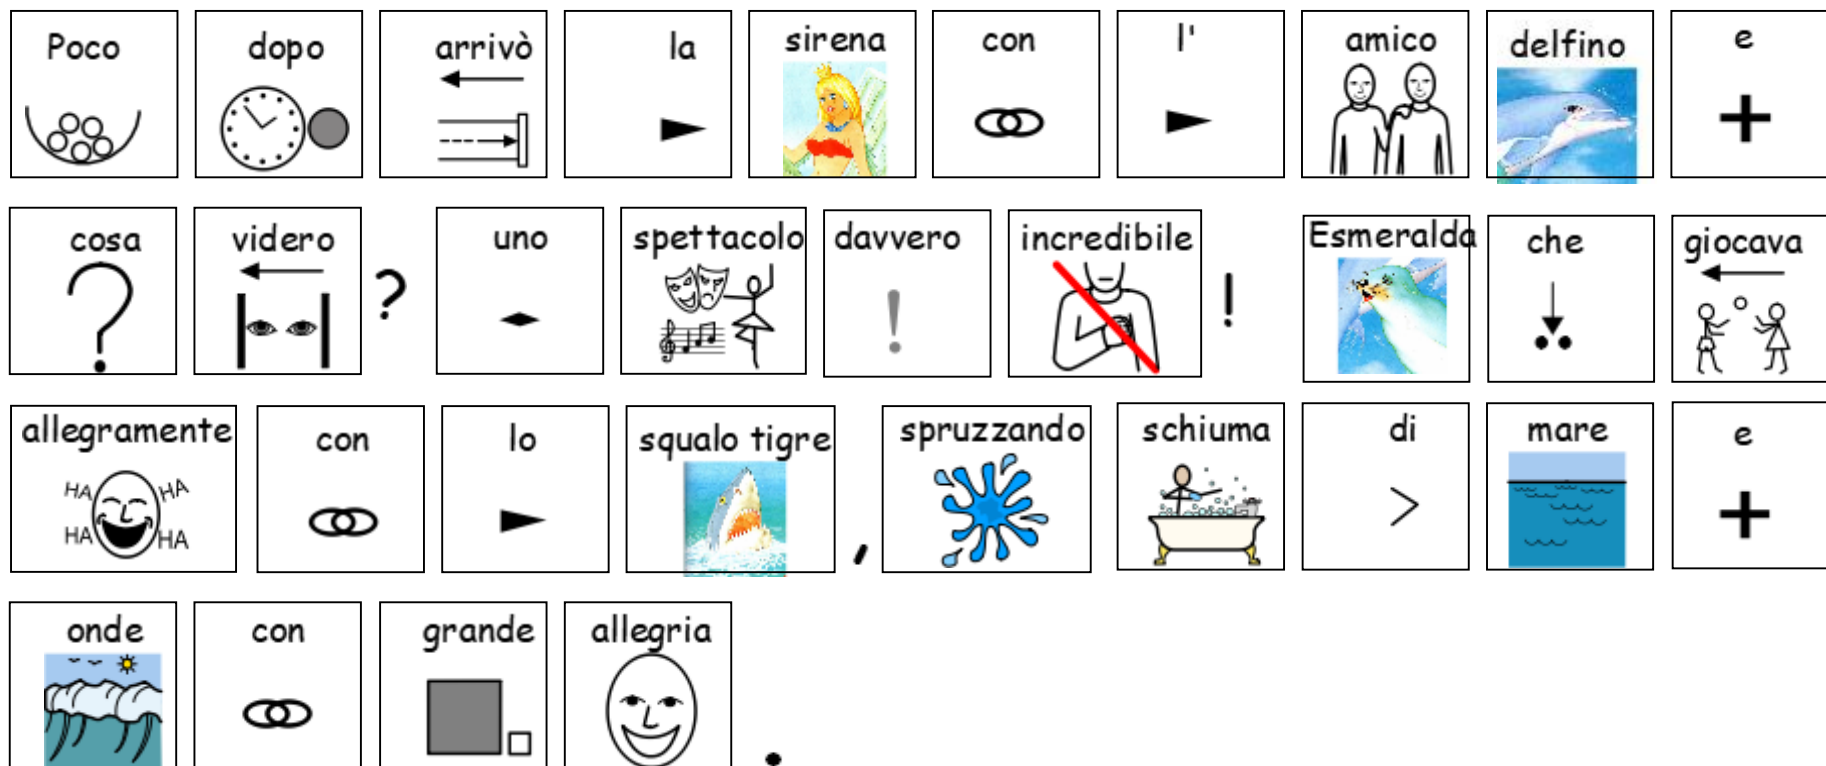 Poco dopo arrivò la sirena con l' amico delfino e
cosa videro ? uno spettacolo davvero incredibile ! Esmeralda che giocava
allegramente con lo squalo tigre , spruzzando schiuma di mare e
onde con grande allegria .